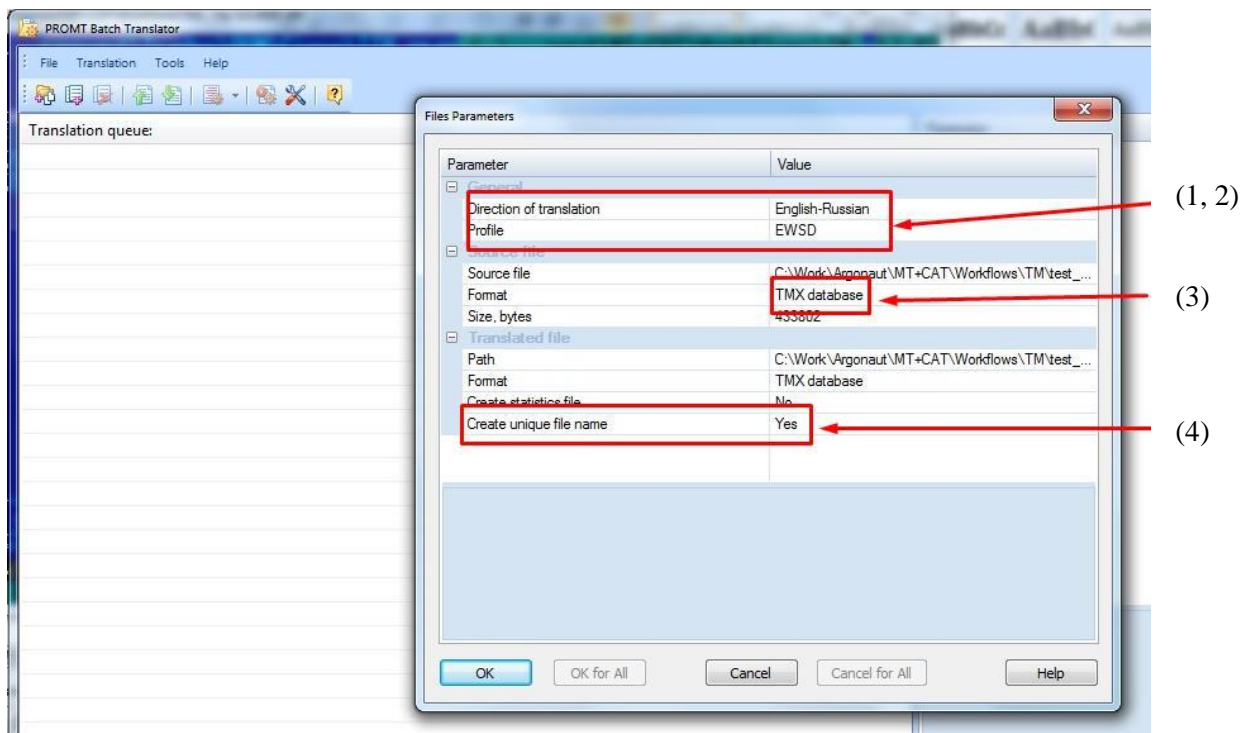 PROMT Batch Translator
File Translation Tools Help
Translation queue:
Files Parameters
Parameter Value
General
Direction of translation English-Russian
Profile EWSD
Source file
Source file C:\Work\Argonaut\MT+CAT\Workflows\TM\test_...
Format TMX database
Size, bytes 433802
Translated file
Path C:\Work\Argonaut\MT+CAT\Workflows\TM\test_...
Format TMX database
Create statistics file No
Create unique file name Yes
OK OK for All Cancel Cancel for All Help
(1, 2)
(3)
(4)